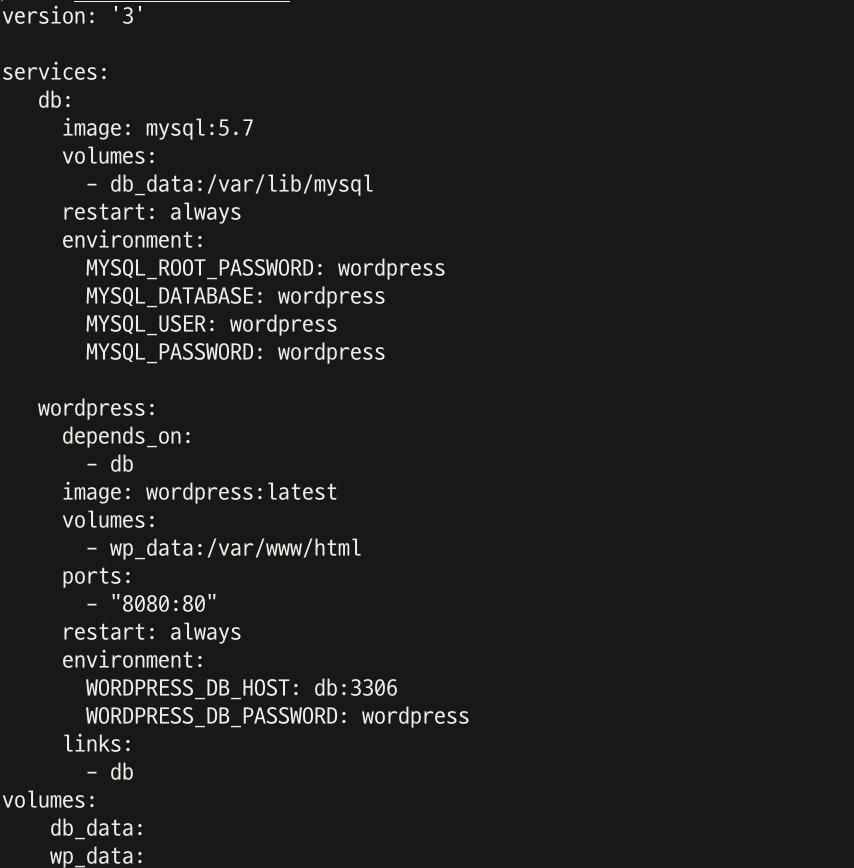 version: '3'

services:
   db:
     image: mysql:5.7
     volumes:
       - db_data:/var/lib/mysql
     restart: always
     environment:
       MYSQL_ROOT_PASSWORD: wordpress
       MYSQL_DATABASE: wordpress
       MYSQL_USER: wordpress
       MYSQL_PASSWORD: wordpress

   wordpress:
     depends_on:
       - db
     image: wordpress:latest
     volumes:
       - wp_data:/var/www/html
     ports:
       - "8080:80"
     restart: always
     environment:
       WORDPRESS_DB_HOST: db:3306
       WORDPRESS_DB_PASSWORD: wordpress
     links:
       - db
volumes:
    db_data:
    wp_data: